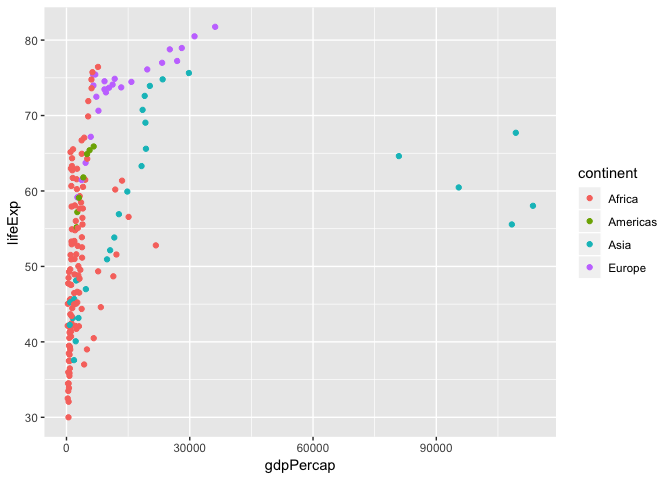 80
70
60
50
40
30
lifeExp
0
30000
60000
90000
gdpPercap
continent
Africa
Americas
Asia
Europe